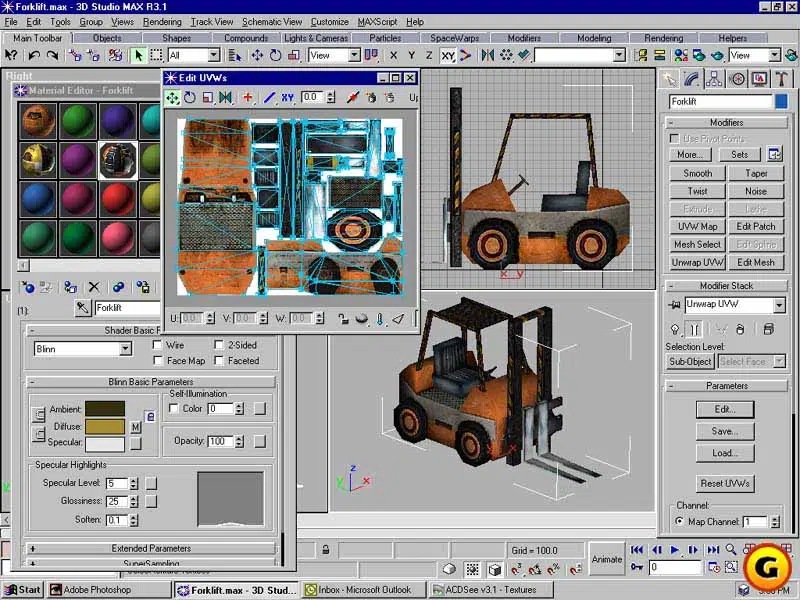 Forklift.max - 3D Studio MAX R3.1
File Edit Tools Group Views Rendering Track View Schematic View Customize MAXScript Help
Main Toolbar Objects Shapes Compounds Lights & Cameras Particles SpaceWarps Modifiers Modeling Rendering Helpers
All View X Y Z XY View
Right
Material Editor - Forklift
Edit UVWs
XY 0.0 Up
U: 0.0 V: 0.0 W: 0.0
[1]: Forklift
Shader Basic P
Blinn Wire 2-Sided
Face Map Faceted
Blinn Basic Parameters
Self-Illumination
Ambient: Color 0
Diffuse: M
Specular: Opacity: 100
Specular Highlights
Specular Level: 5
Glossiness: 25
Soften: 0.1
Extended Parameters
SuperSampling
x y
z
y x
Forklift
Modifiers
Use Pivot Points
More... Sets
Smooth Taper
Twist Noise
Extrude Lathe
UVW Map Edit Patch
Mesh Select Edit Spline
Unwrap UVW Edit Mesh
Modifier Stack
Unwrap UVW
Selection Level:
Sub-Object Select Face
Parameters
Edit...
Save...
Load...
Reset UVWs
Channel:
Map Channel: 1
Grid = 100.0
Animate
0
G
Start Adobe Photoshop Forklift.max - 3D Stud... Inbox - Microsoft Outlook ACDSee v3.1 - Textures PM